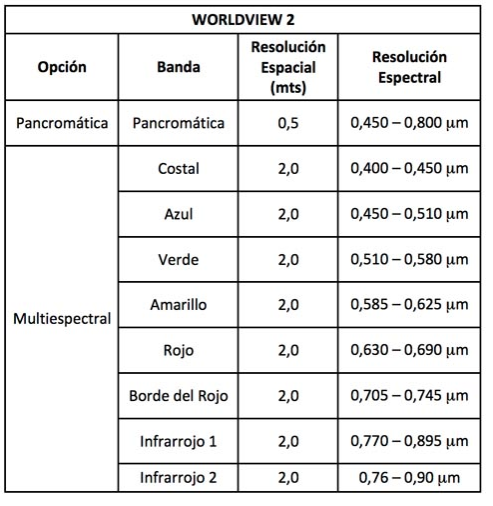 WORLDVIEW 2
Opción Banda Resolución Espacial (mts) Resolución Espectral
Pancromática Pancromática 0,5 0,450 – 0,800 µm
Multiespectral
Costal 2,0 0,400 – 0,450 µm
Azul 2,0 0,450 – 0,510 µm
Verde 2,0 0,510 – 0,580 µm
Amarillo 2,0 0,585 – 0,625 µm
Rojo 2,0 0,630 – 0,690 µm
Borde del Rojo 2,0 0,705 – 0,745 µm
Infrarrojo 1 2,0 0,770 – 0,895 µm
Infrarrojo 2 2,0 0,76 – 0,90 µm